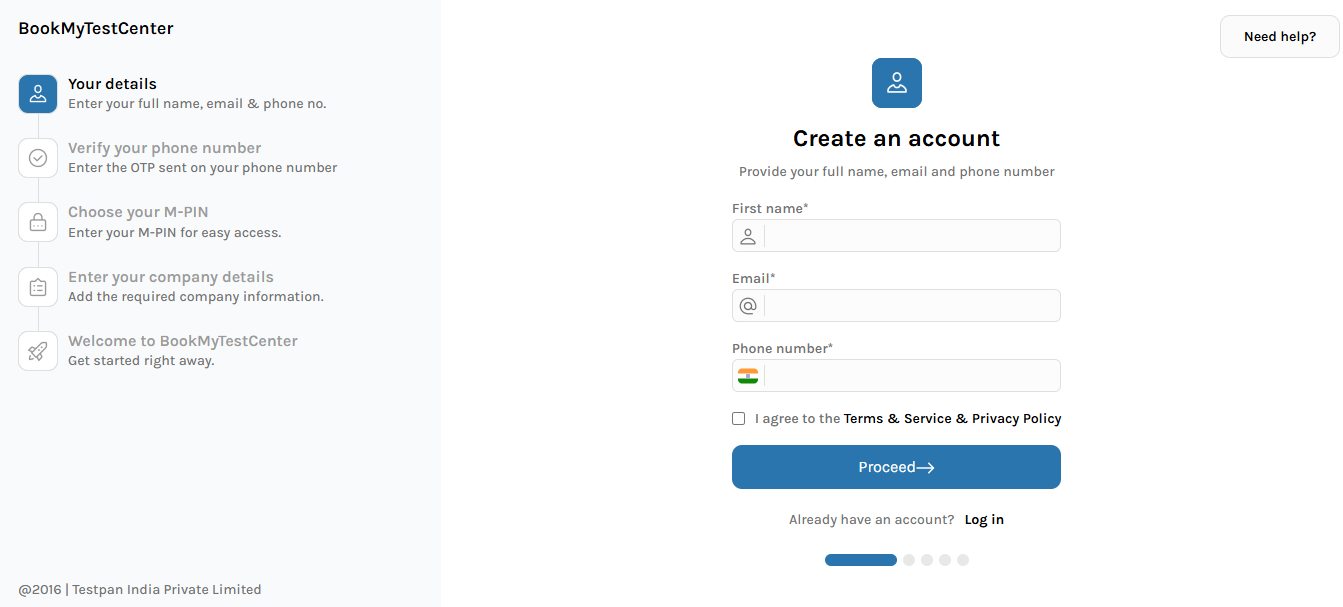 BookMyTestCenter
Your details
Enter your full name, email & phone no.
Verify your phone number
Enter the OTP sent on your phone number
Choose your M-PIN
Enter your M-PIN for easy access.
Enter your company details
Add the required company information.
Welcome to BookMyTestCenter
Get started right away.
@2016 | Testpan India Private Limited
Need help?
Create an account
Provide your full name, email and phone number
First name*
Email*
Phone number*
I agree to the Terms & Service & Privacy Policy
Proceed→
Already have an account? Log in